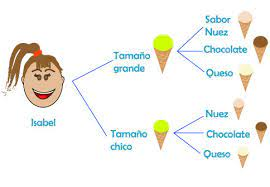 Sabor
Nuez
Tamaño
grande
Chocolate
Queso
Isabel
Nuez
Tamaño
chico
Chocolate
Queso